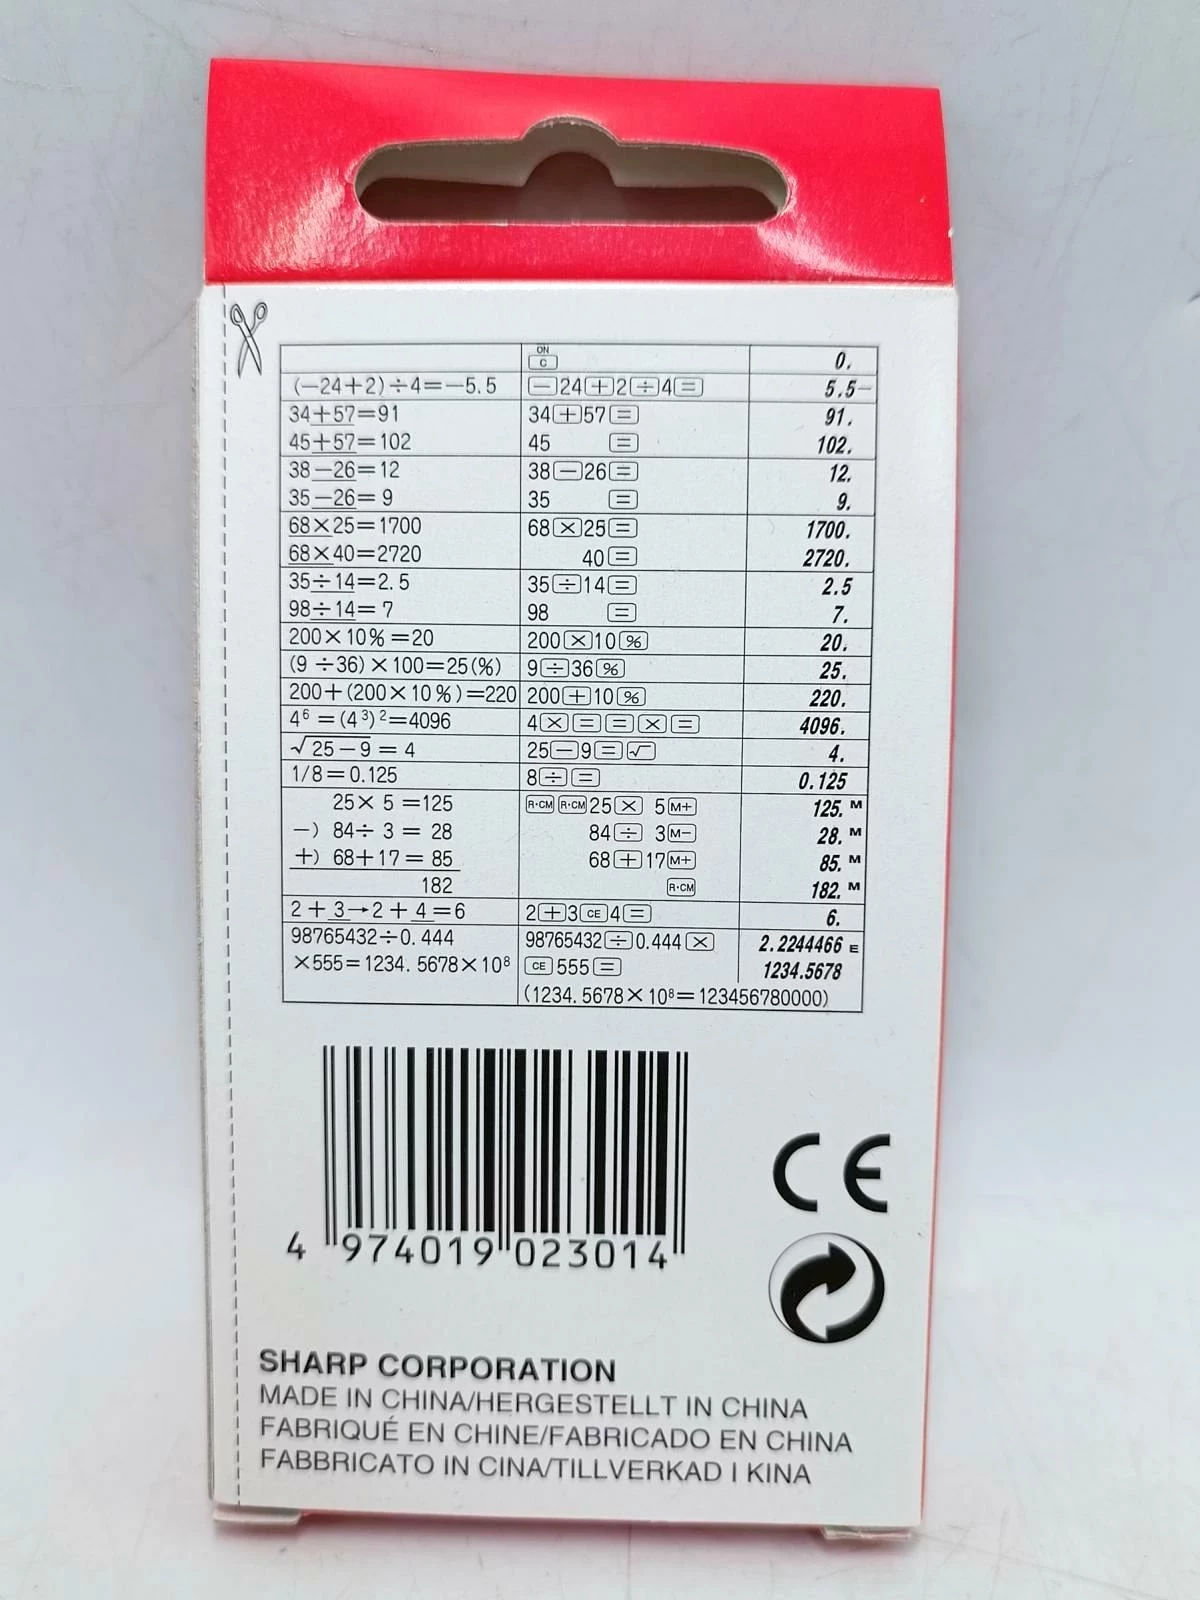 ON
C 0.
(−24+2)÷4=−5.5 − 24 + 2 ÷ 4 = 5.5−
34+57=91 34 + 57 = 91.
45+57=102 45 = 102.
38−26=12 38 − 26 = 12.
35−26= 9 35 = 9.
68×25=1700 68 × 25 = 1700.
68×40=2720 40 = 2720.
35÷14=2.5 35 ÷ 14 = 2.5
98÷14= 7 98 = 7.
200×10%=20 200 × 10 % 20.
(9÷36)×100=25(%) 9 ÷ 36 % 25.
200+(200×10%)=220 200 + 10 % 220.
4⁶=(4³)²=4096 4 × = = × = 4096.
√25−9 = 4 25 − 9 = √ 4.
1/8=0.125 8 ÷ = 0.125
25× 5 =125 R·CM R·CM 25 × 5 M+ 125. M
−) 84÷ 3 = 28 84 ÷ 3 M− 28. M
+) 68+17= 85 68 + 17 M+ 85. M
182 R·CM 182. M
2+3→2+4=6 2 + 3 CE 4 = 6.
98765432÷0.444 98765432 ÷ 0.444 × 2.2244466 E
×555=1234.5678×10⁸ CE 555 = 1234.5678
(1234.5678×10⁸=123456780000)
4 974019 023014
CE
SHARP CORPORATION
MADE IN CHINA/HERGESTELLT IN CHINA
FABRIQUÉ EN CHINE/FABRICADO EN CHINA
FABBRICATO IN CINA/TILLVERKAD I KINA